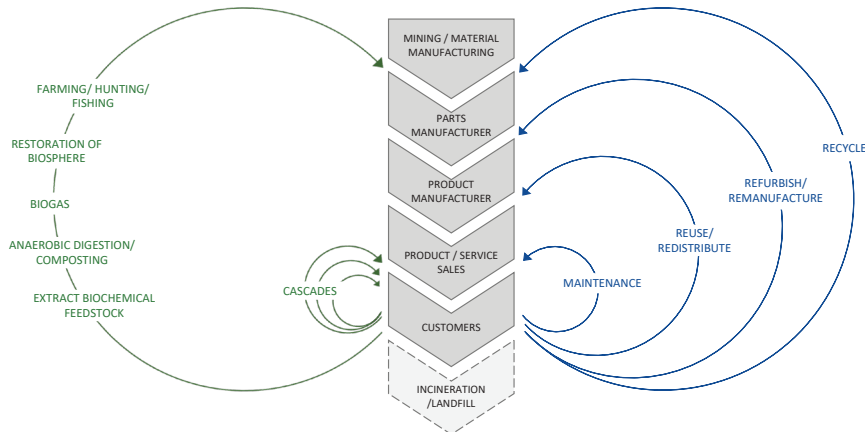 MINING / MATERIAL
MANUFACTURING
FARMING/ HUNTING/
FISHING
PARTS
MANUFACTURER
RESTORATION OF
BIOSPHERE
RECYCLE
PRODUCT
MANUFACTURER
REFURBISH/
REMANUFACTURE
BIOGAS
REUSE/
REDISTRIBUTE
ANAEROBIC DIGESTION/
COMPOSTING
PRODUCT / SERVICE
SALES
CASCADES
MAINTENANCE
EXTRACT BIOCHEMICAL
FEEDSTOCK
CUSTOMERS
INCINERATION
/LANDFILL